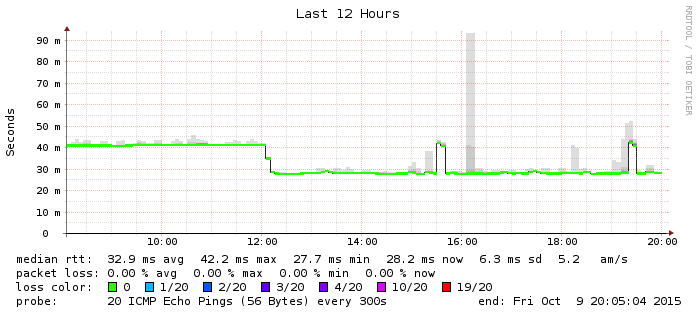 Last 12 Hours
RRDTOOL / TOBI OETIKER
Seconds
90 m
80 m
70 m
60 m
50 m
40 m
30 m
20 m
10 m
0
10:00 12:00 14:00 16:00 18:00 20:00
median rtt: 32.9 ms avg 42.2 ms max 27.7 ms min 28.2 ms now 6.3 ms sd 5.2 am/s
packet loss: 0.00 % avg 0.00 % max 0.00 % min 0.00 % now
loss color: 0 1/20 2/20 3/20 4/20 10/20 19/20
probe: 20 ICMP Echo Pings (56 Bytes) every 300s end: Fri Oct 9 20:05:04 2015